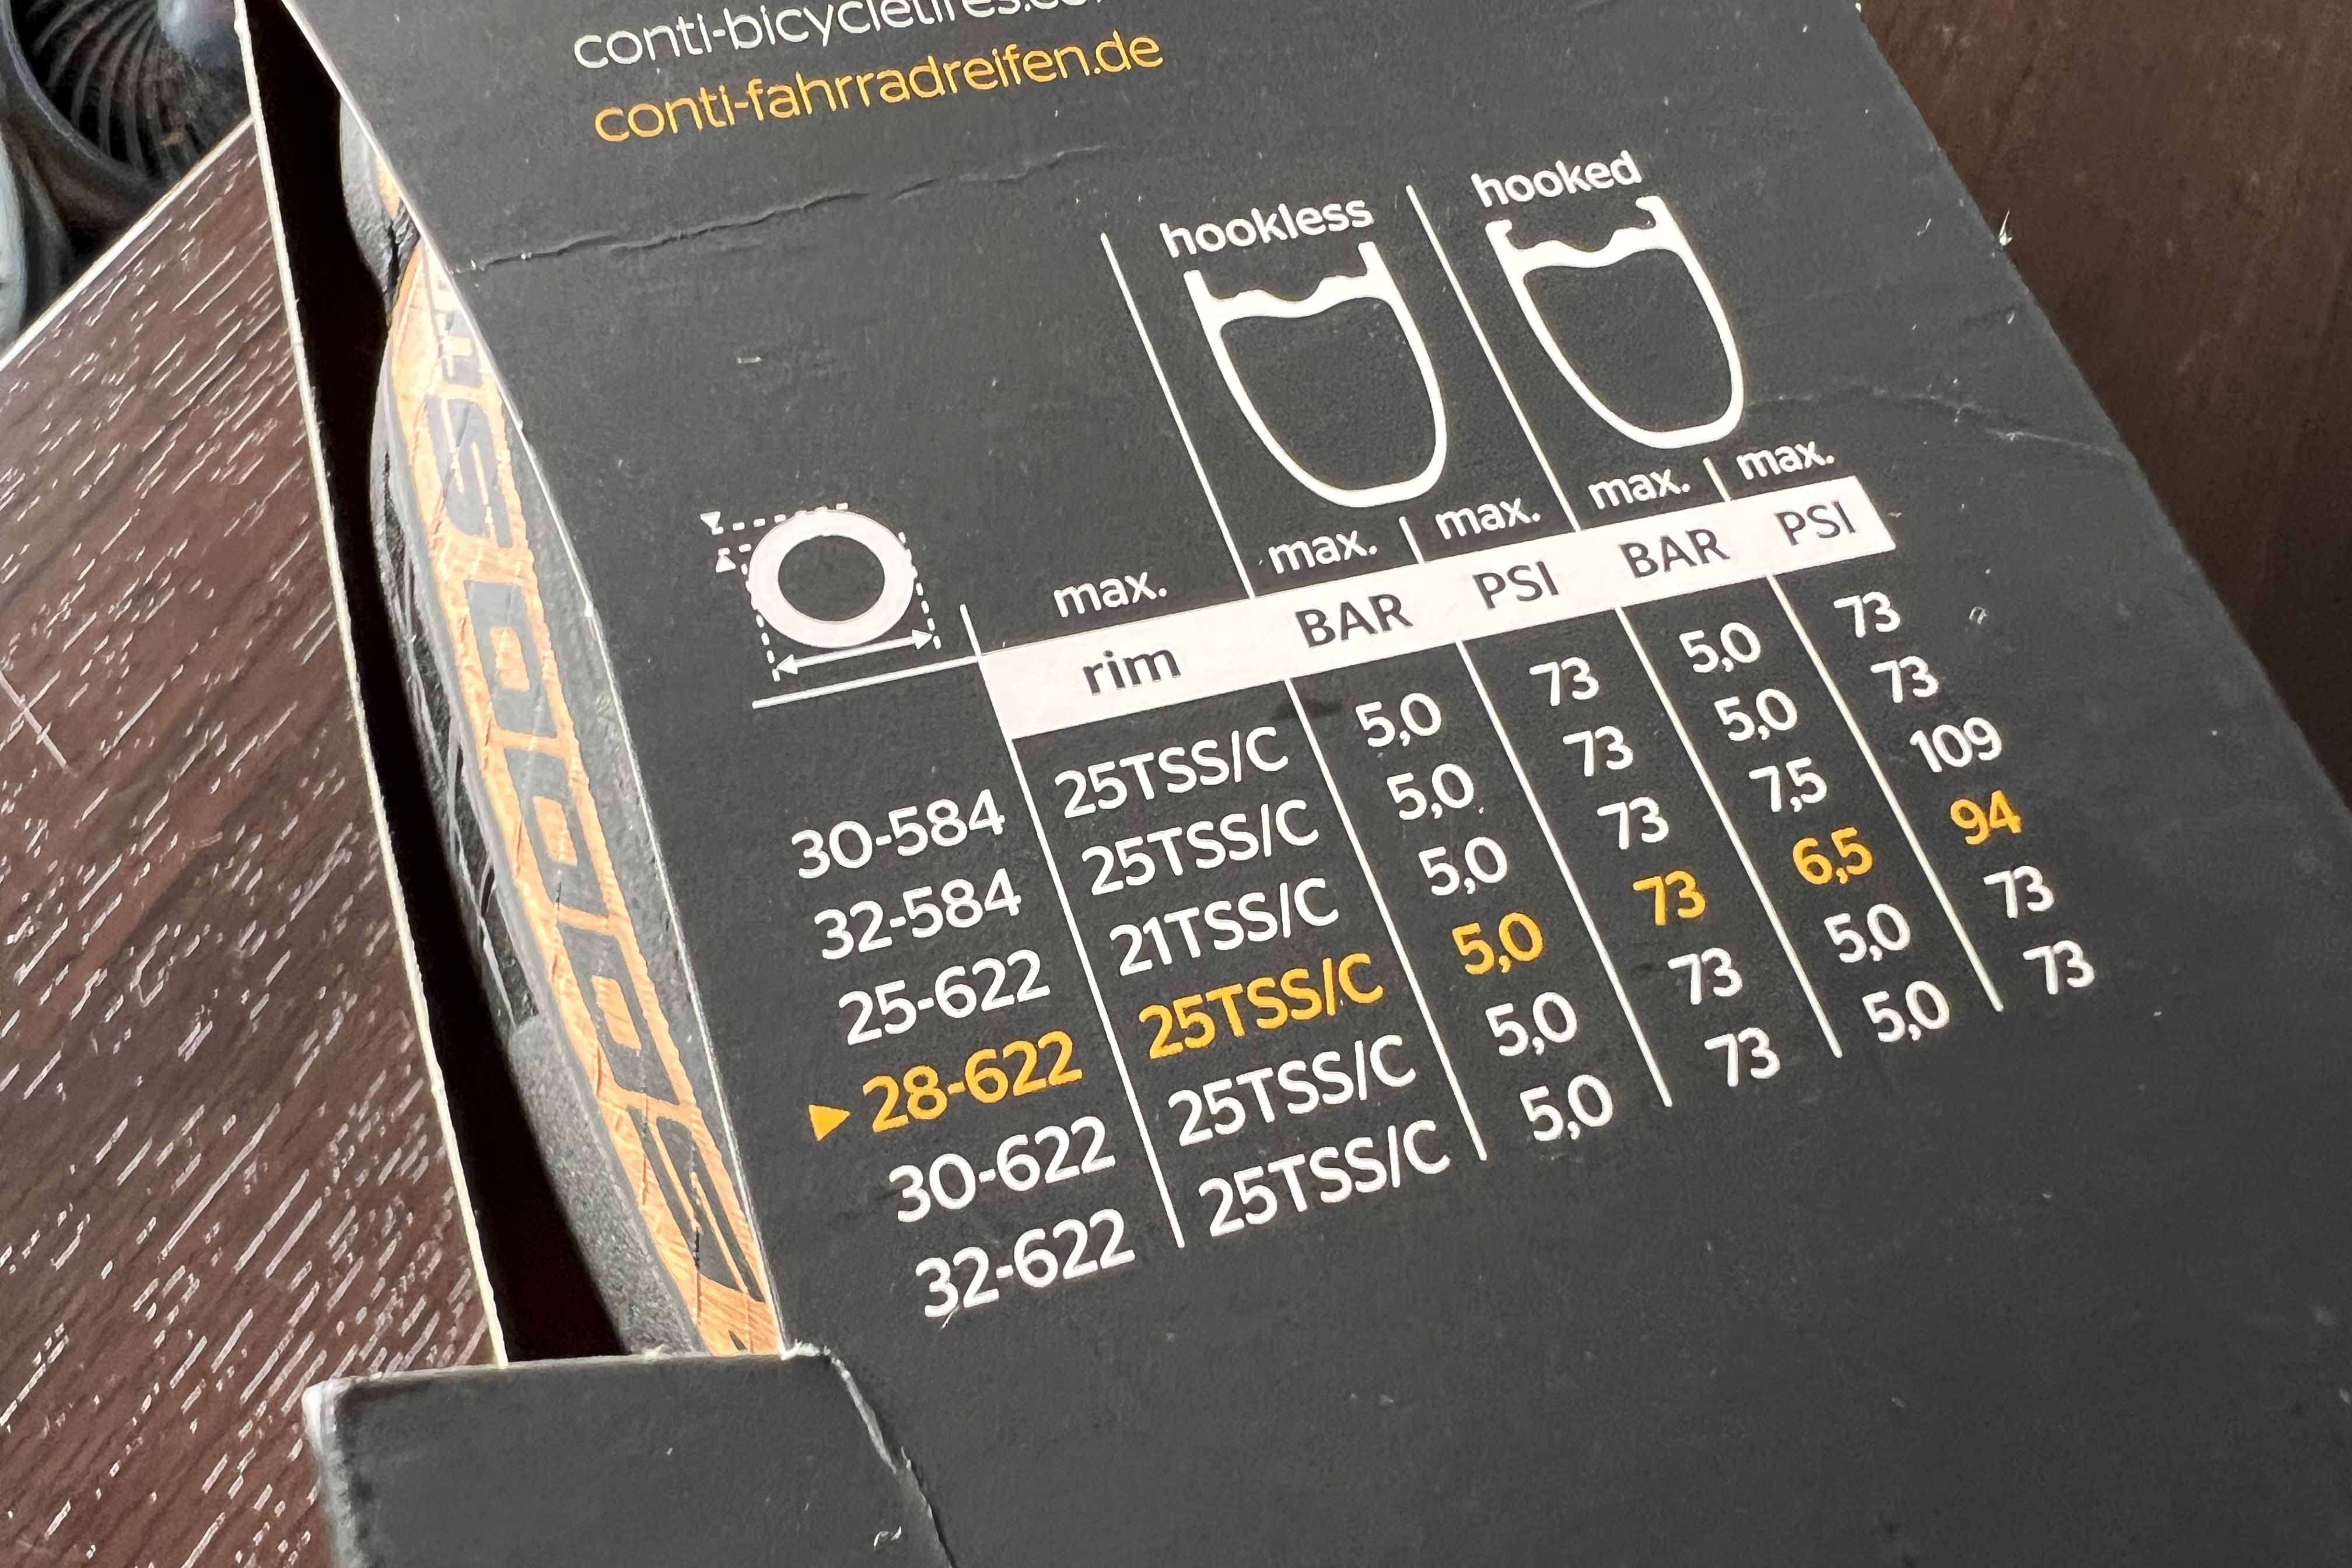 conti-fahrradreifen.de
hookless hooked
max. max. max. max. max.
rim BAR PSI BAR PSI
30-584 25TSS/C 5,0 73 5,0 73
32-584 25TSS/C 5,0 73 5,0 73
25-622 21TSS/C 5,0 73 7,5 109
28-622 25TSS/C 5,0 73 6,5 94
30-622 25TSS/C 5,0 73 5,0 73
32-622 25TSS/C 5,0 73 5,0 73